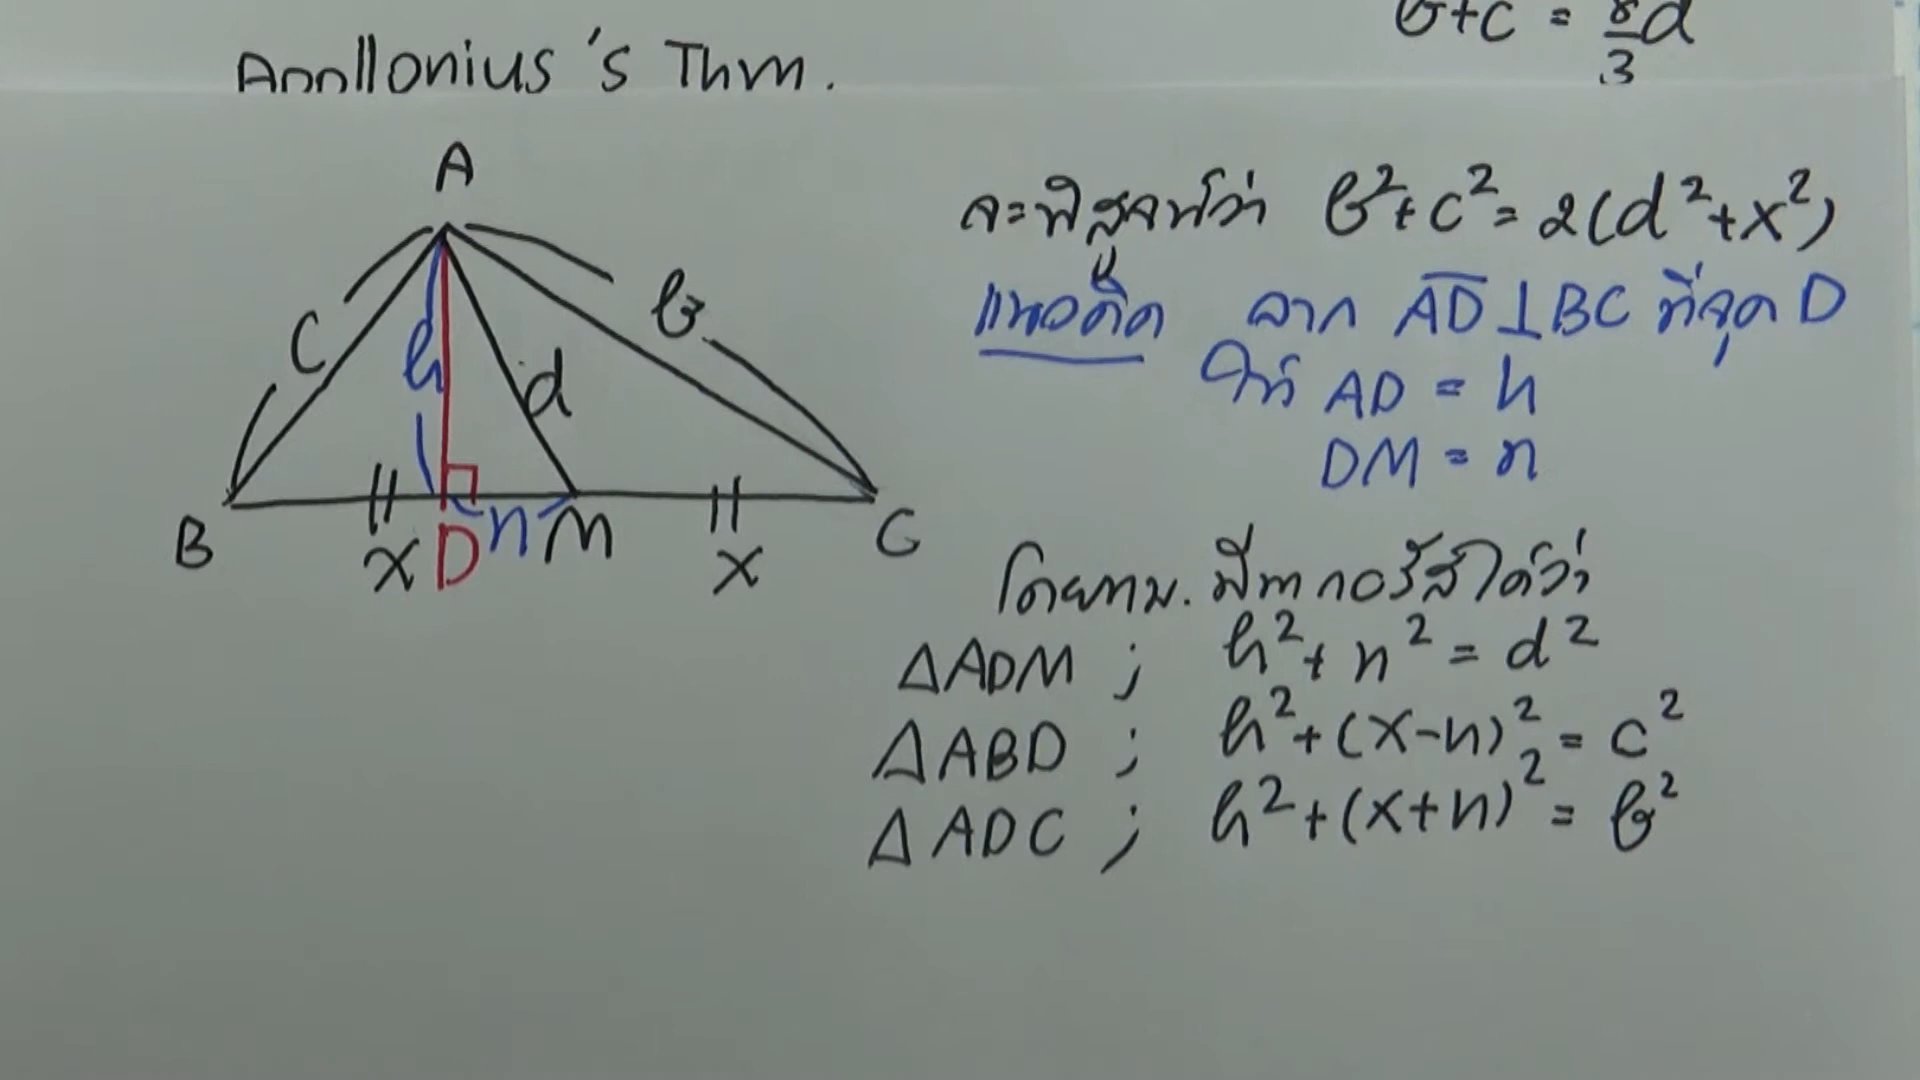 b+c = 8/3 d
Apollonius's Thm.
A
จะพิสูจน์ว่า b²+c²=2(d²+x²)
แนวคิด ลาก A̅D̅⊥BC ที่จุด D
ให้ AD = h
DM = n
c
h
d
b
B
x
D
n
M
x
C
โดยทบ. พีทาโกรัสได้ว่า
△ADM ; h²+n²=d²
△ABD ; h²+(x-n)²=c²
△ADC ; h²+(x+n)²=b²